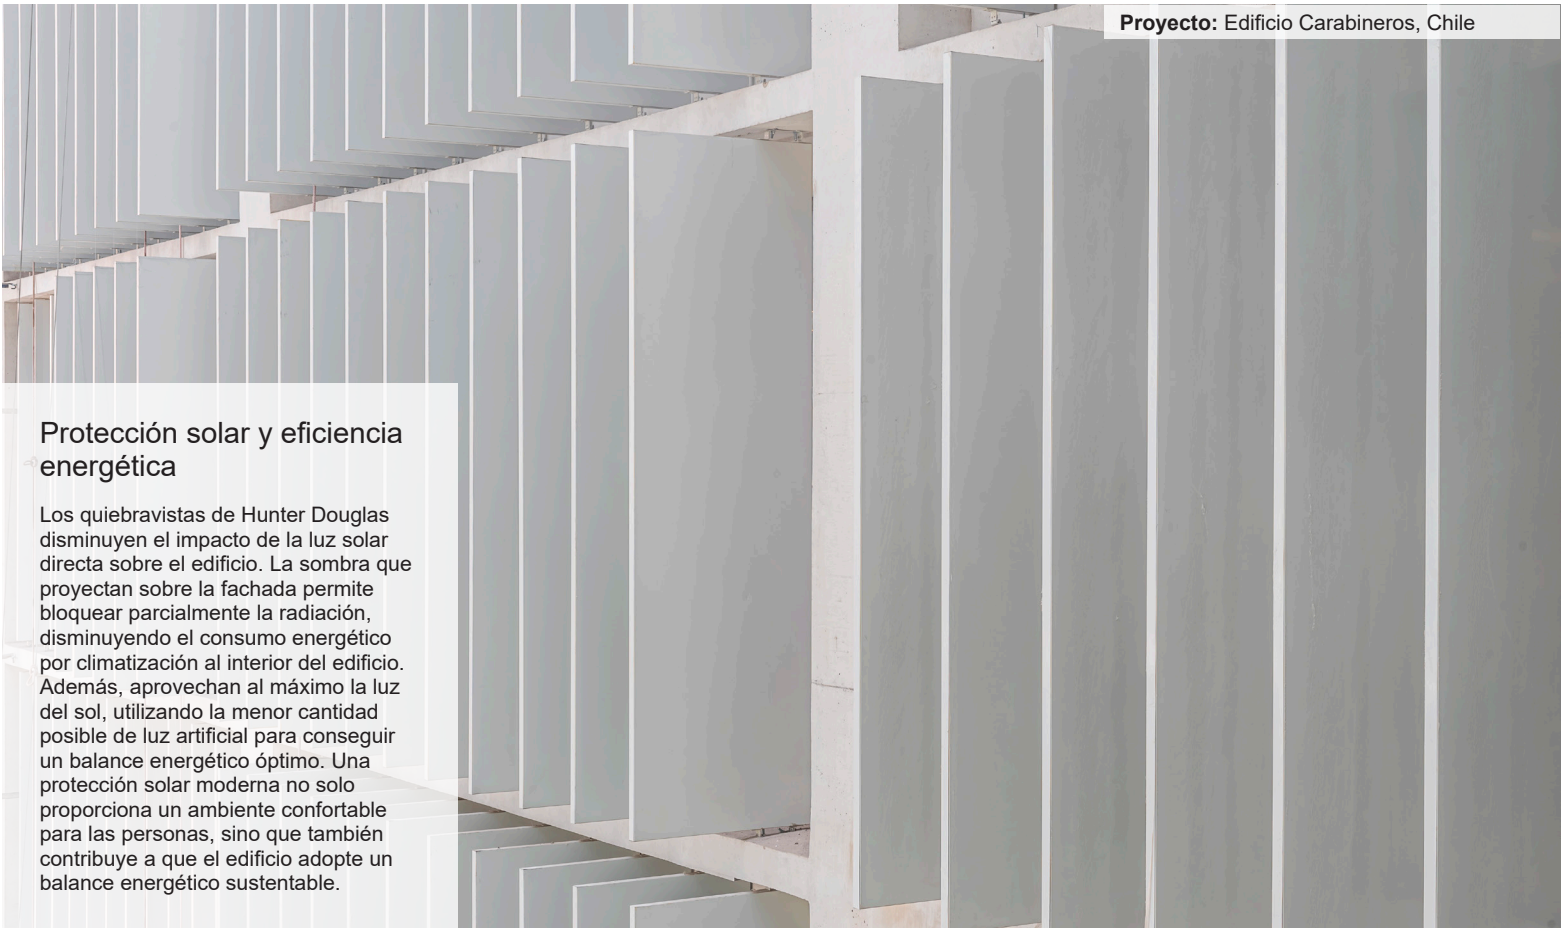 Proyecto: Edificio Carabineros, Chile
Protección solar y eficiencia
energética
Los quiebravistas de Hunter Douglas
disminuyen el impacto de la luz solar
directa sobre el edificio. La sombra que
proyectan sobre la fachada permite
bloquear parcialmente la radiación,
disminuyendo el consumo energético
por climatización al interior del edificio.
Además, aprovechan al máximo la luz
del sol, utilizando la menor cantidad
posible de luz artificial para conseguir
un balance energético óptimo. Una
protección solar moderna no solo
proporciona un ambiente confortable
para las personas, sino que también
contribuye a que el edificio adopte un
balance energético sustentable.